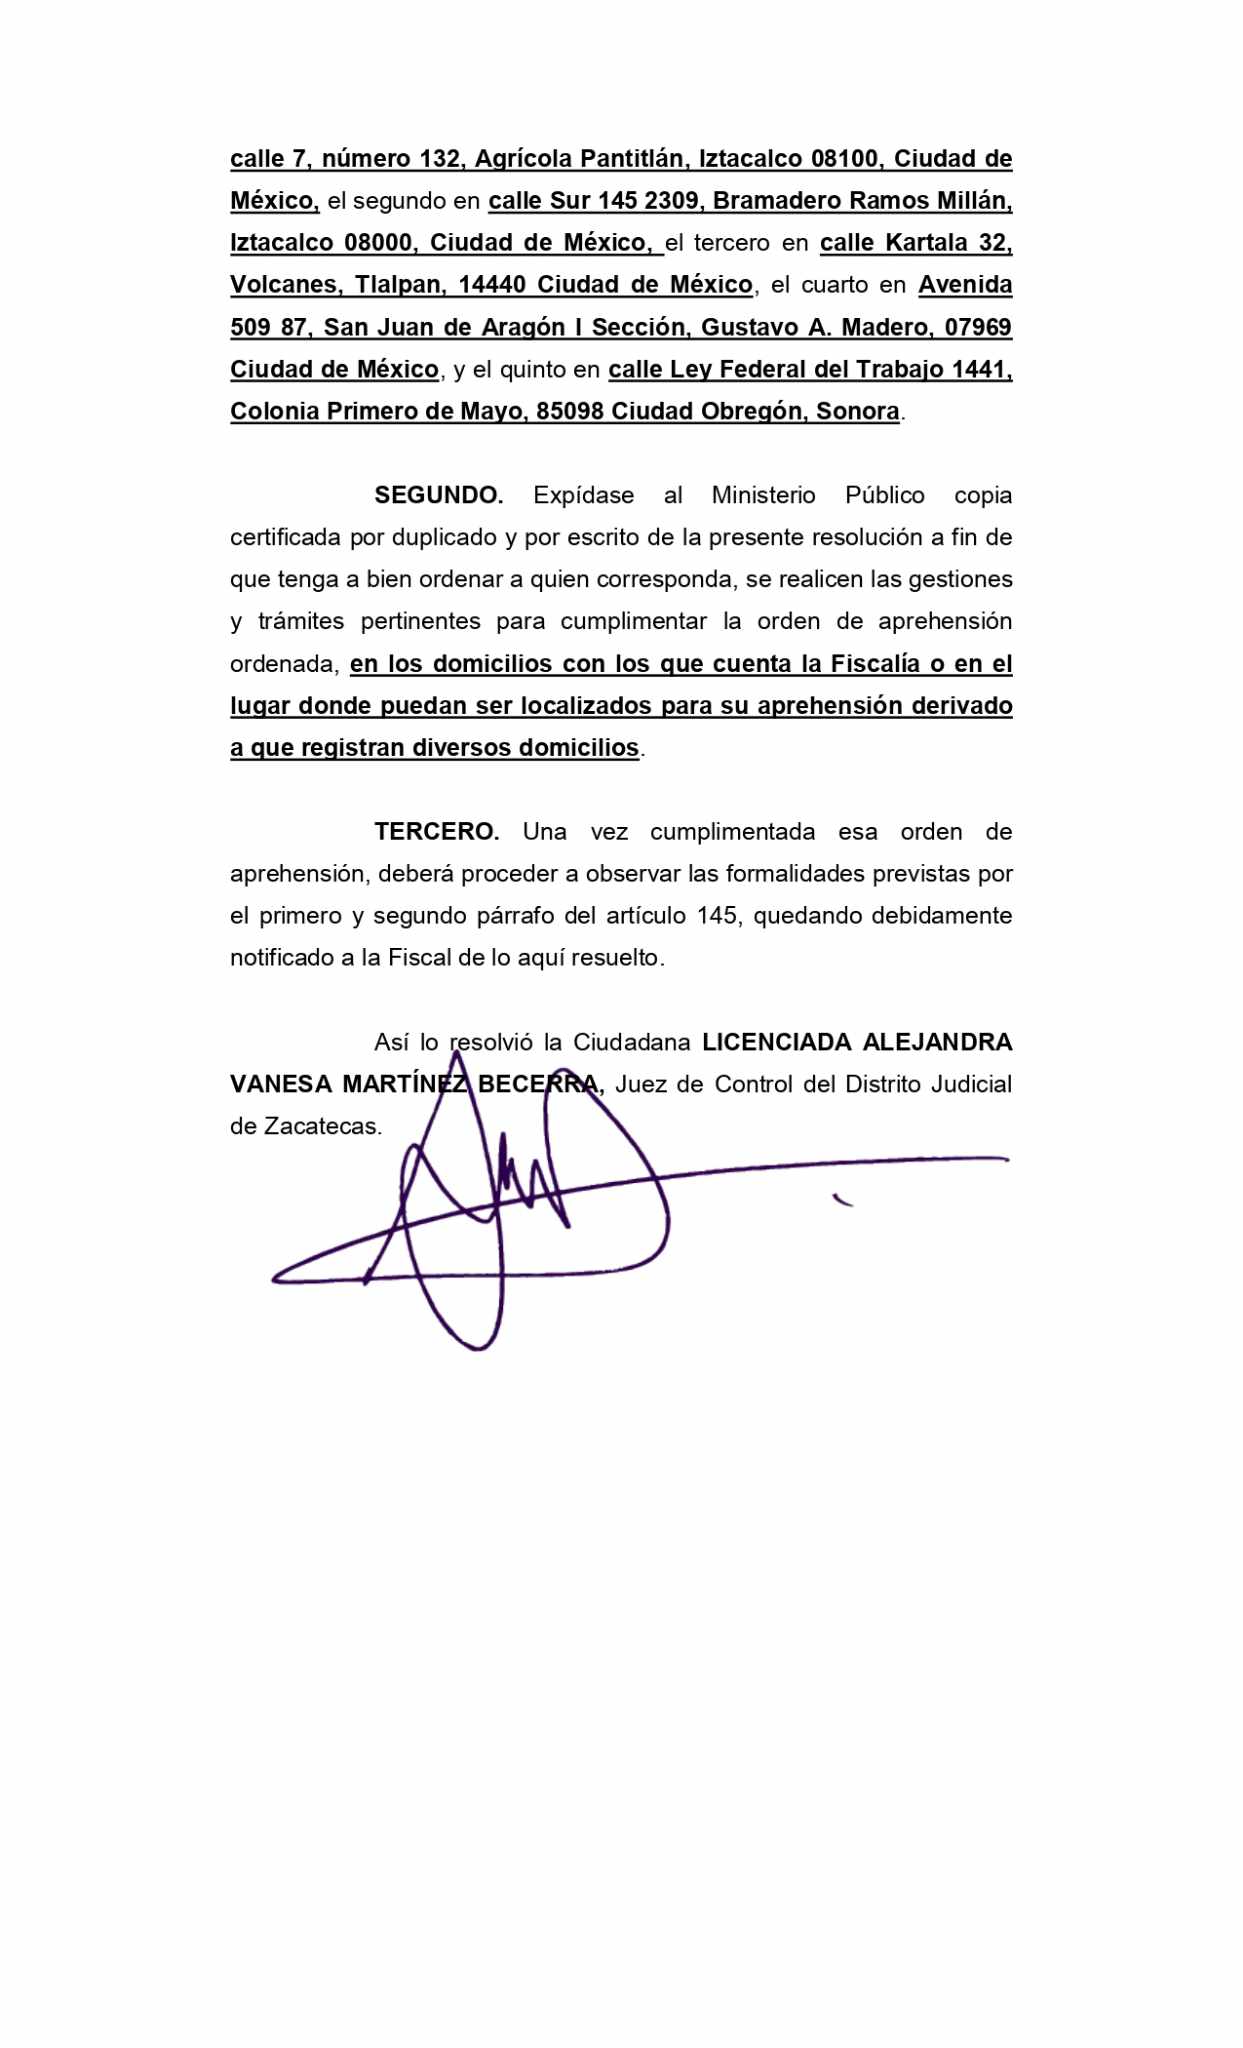 calle 7, número 132, Agrícola Pantitlán, Iztacalco 08100, Ciudad de
México, el segundo en calle Sur 145 2309, Bramadero Ramos Millán,
Iztacalco 08000, Ciudad de México, el tercero en calle Kartala 32,
Volcanes, Tlalpan, 14440 Ciudad de México, el cuarto en Avenida
509 87, San Juan de Aragón I Sección, Gustavo A. Madero, 07969
Ciudad de México, y el quinto en calle Ley Federal del Trabajo 1441,
Colonia Primero de Mayo, 85098 Ciudad Obregón, Sonora.
SEGUNDO. Expídase al Ministerio Público copia
certificada por duplicado y por escrito de la presente resolución a fin de
que tenga a bien ordenar a quien corresponda, se realicen las gestiones
y trámites pertinentes para cumplimentar la orden de aprehensión
ordenada, en los domicilios con los que cuenta la Fiscalía o en el
lugar donde puedan ser localizados para su aprehensión derivado
a que registran diversos domicilios.
TERCERO. Una vez cumplimentada esa orden de
aprehensión, deberá proceder a observar las formalidades previstas por
el primero y segundo párrafo del artículo 145, quedando debidamente
notificado a la Fiscal de lo aquí resuelto.
Así lo resolvió la Ciudadana LICENCIADA ALEJANDRA
VANESA MARTÍNEZ BECERRA, Juez de Control del Distrito Judicial
de Zacatecas.